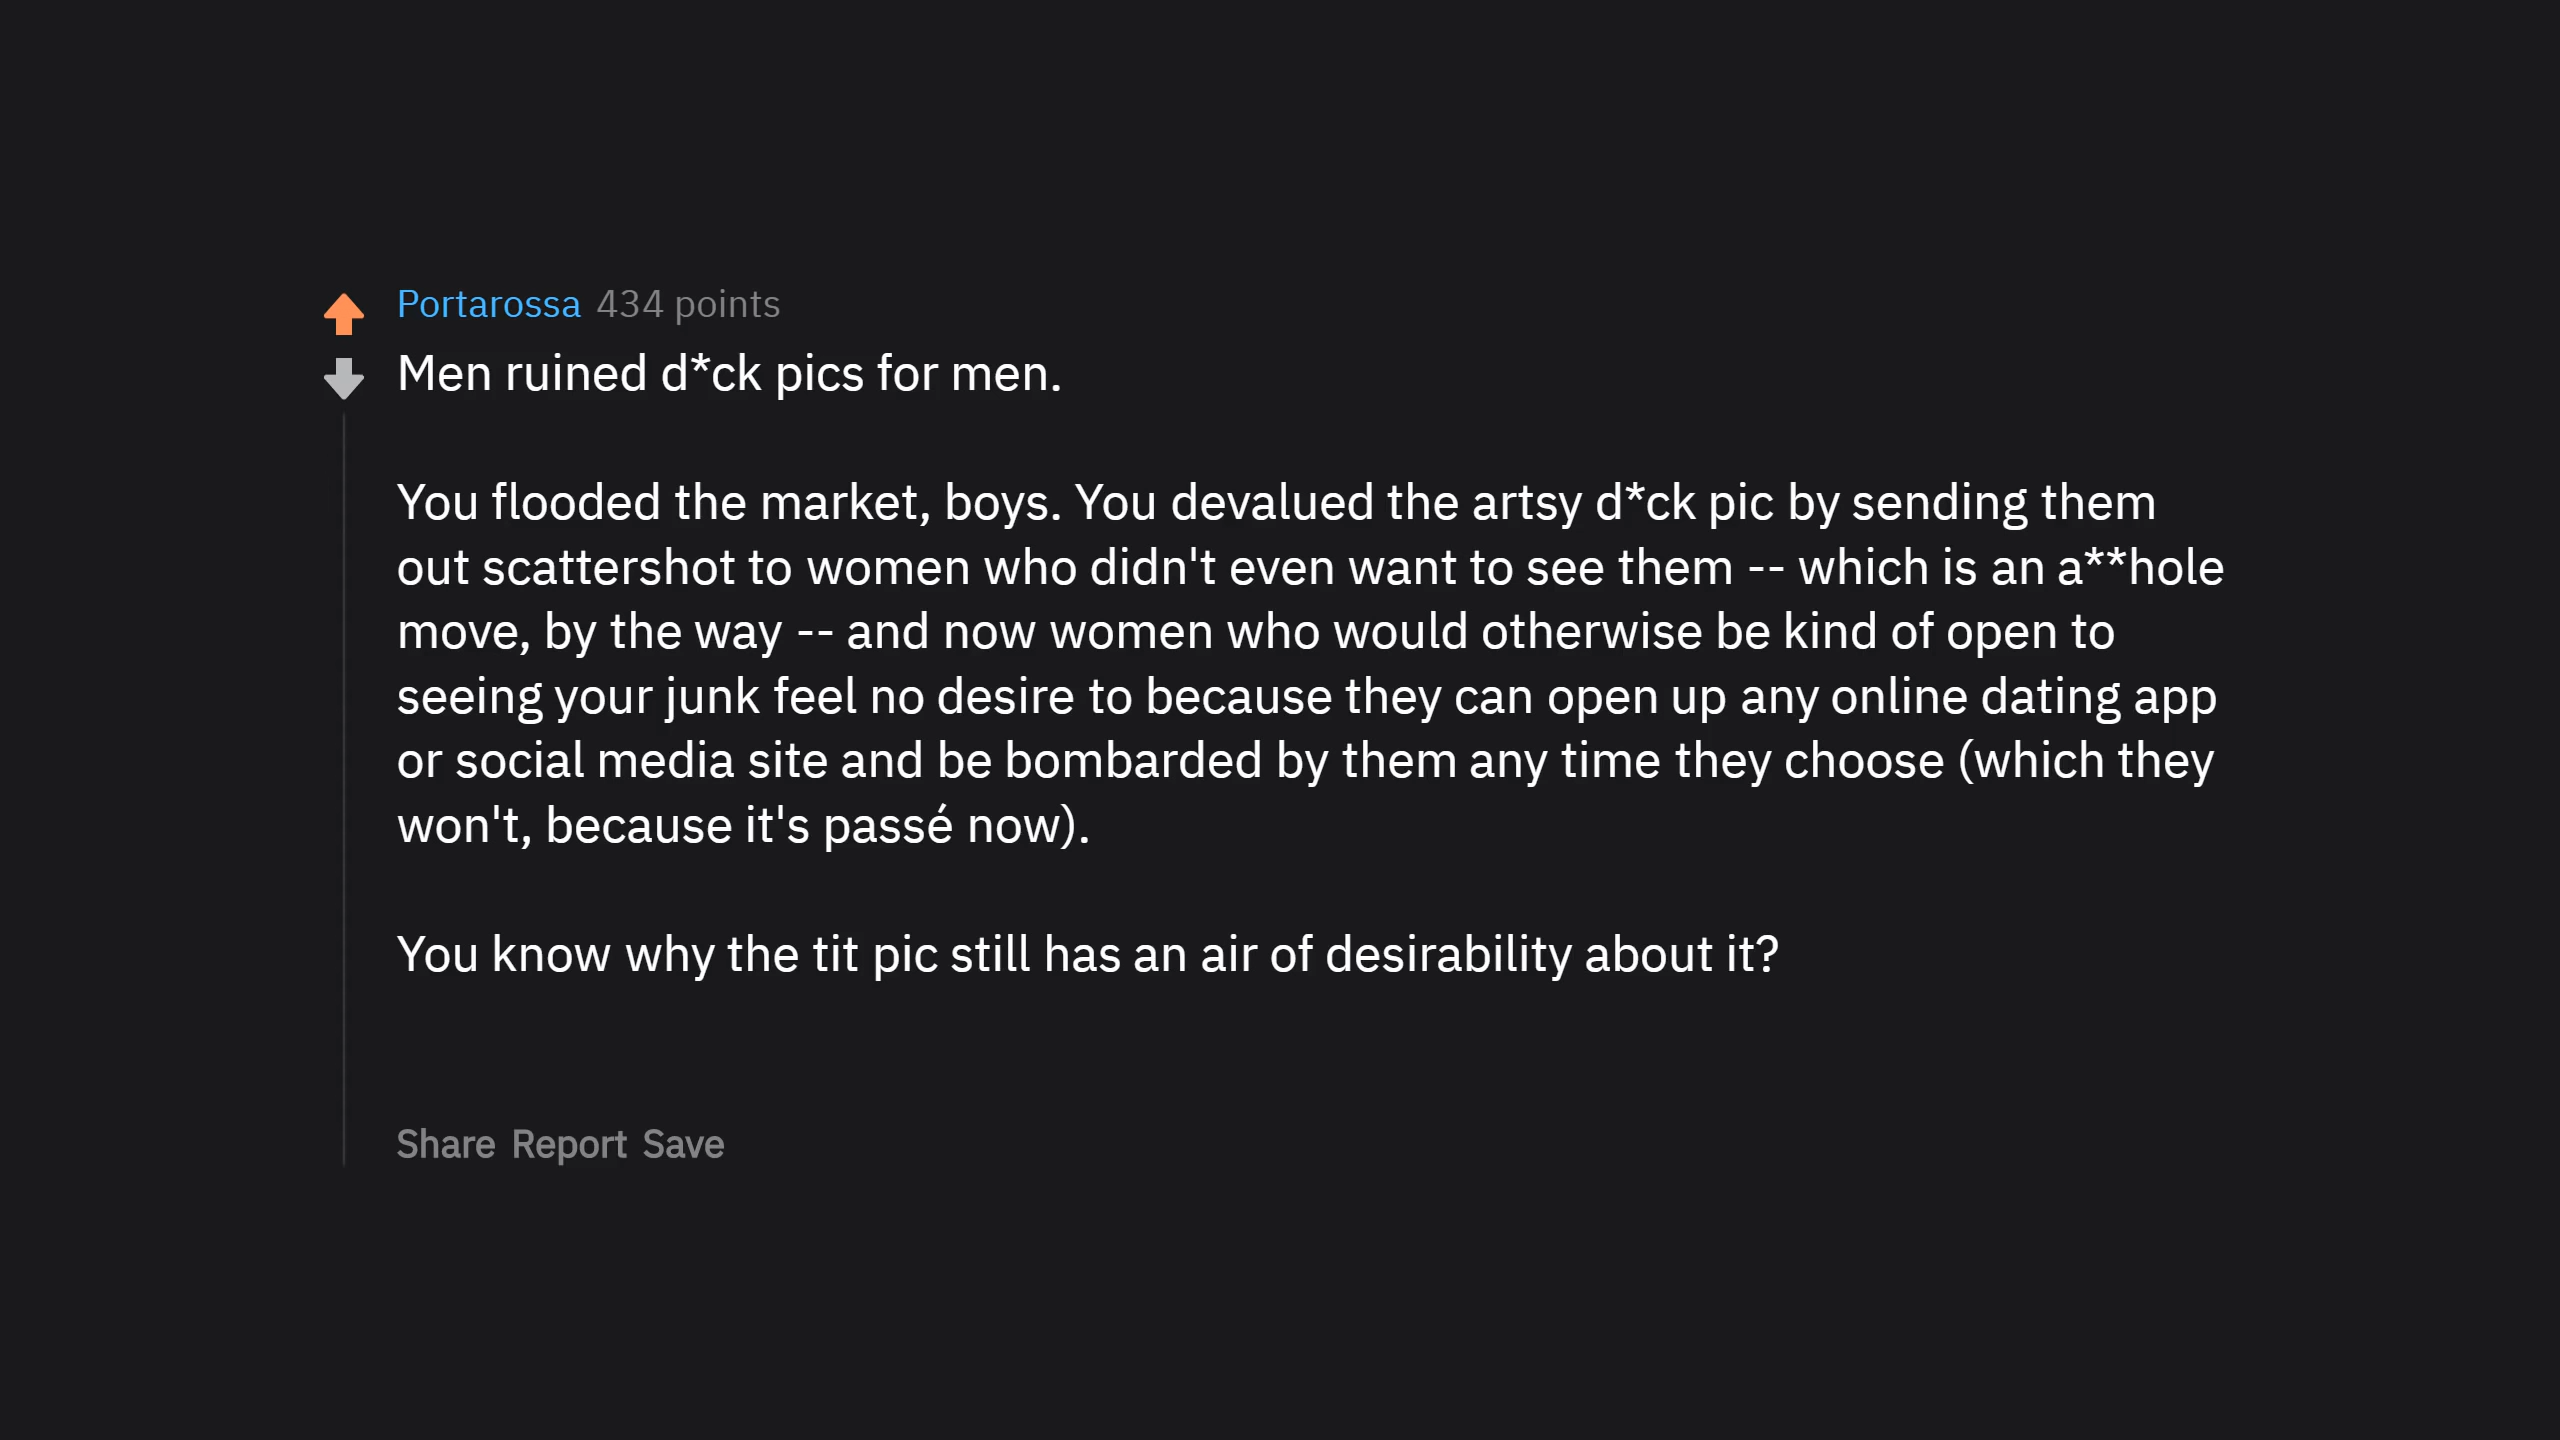 Portarossa 434 points
Men ruined d*ck pics for men.
You flooded the market, boys. You devalued the artsy d*ck pic by sending them
out scattershot to women who didn't even want to see them -- which is an a**hole
move, by the way -- and now women who would otherwise be kind of open to
seeing your junk feel no desire to because they can open up any online dating app
or social media site and be bombarded by them any time they choose (which they
won't, because it's passé now).
You know why the tit pic still has an air of desirability about it?
Share Report Save